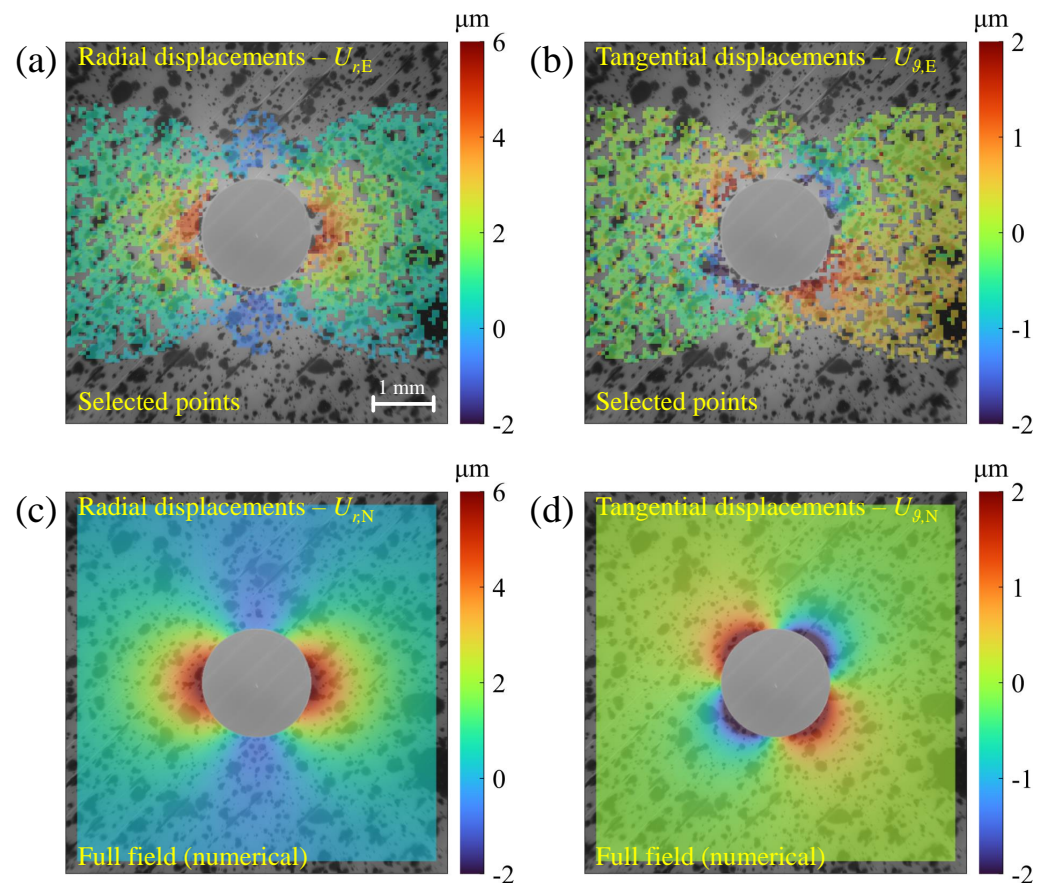 μm
μm
(a)
Radial displacements – U_r,E
6
(b)
Tangential displacements – U_ϑ,E
2
4
1
2
0
0
-1
1 mm
Selected points
-2
Selected points
-2
μm
μm
(c)
Radial displacements – U_r,N
6
(d)
Tangential displacements – U_ϑ,N
2
4
1
2
0
0
-1
Full field (numerical)
-2
Full field (numerical)
-2